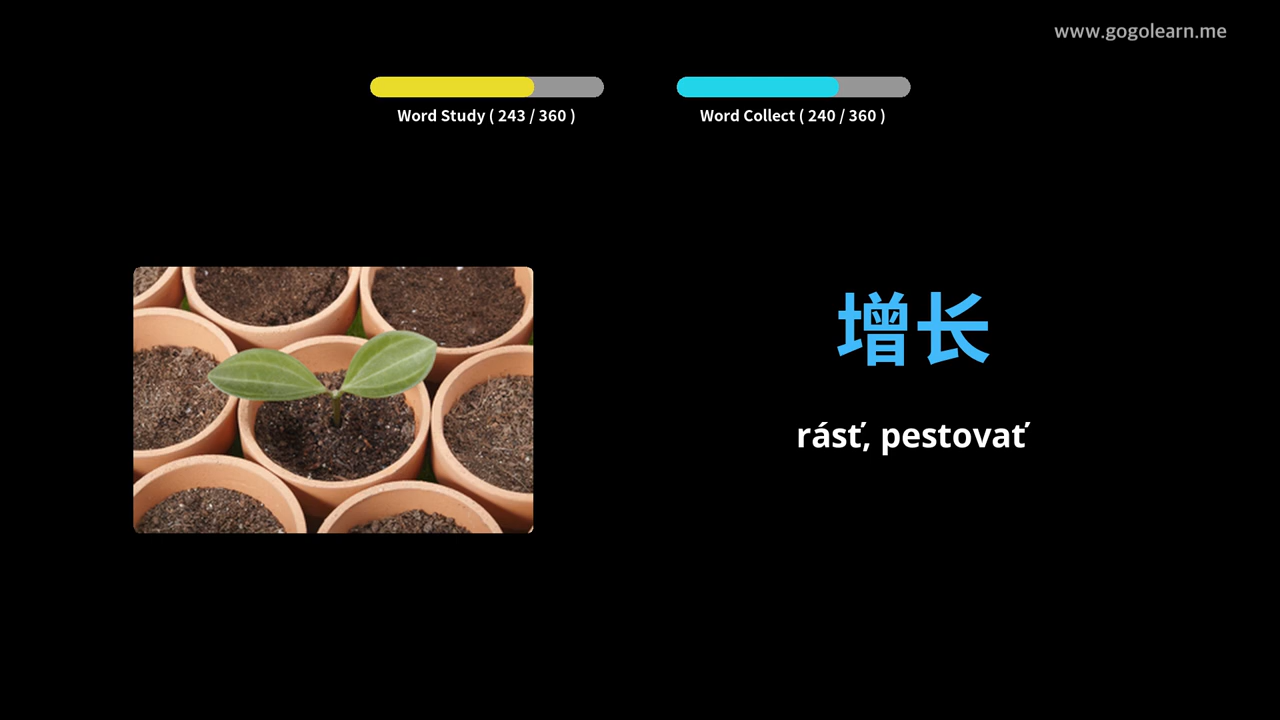 www.gogolearn.me
Word Study ( 243 / 360 )
Word Collect ( 240 / 360 )
增长
rásť, pestovať